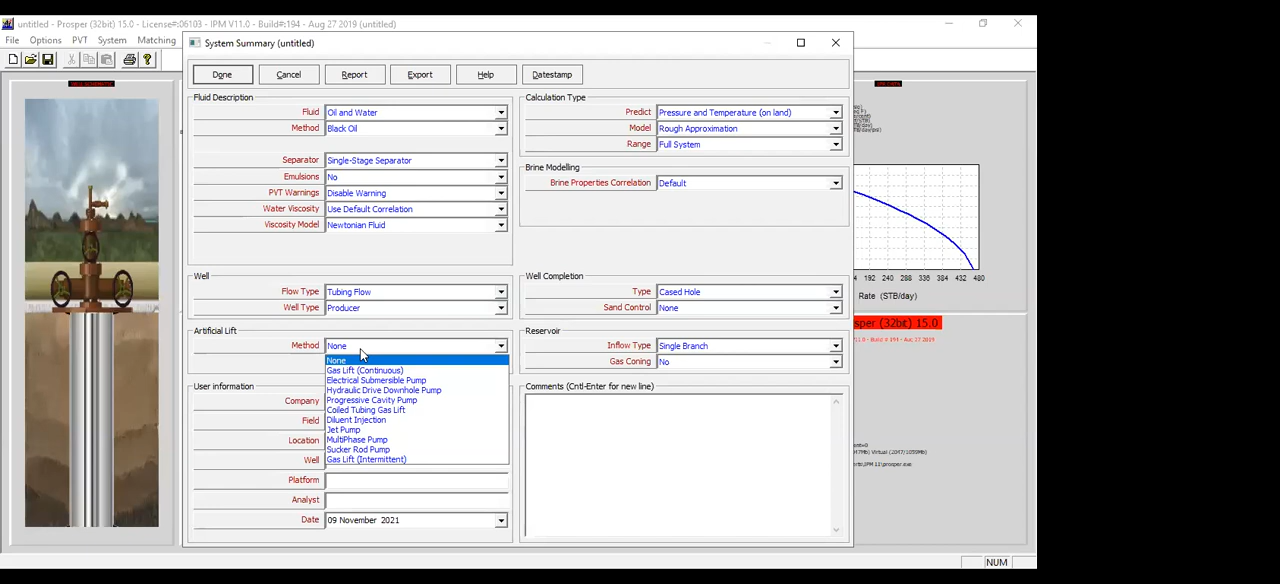 untitled - Prosper (32bit) 15.0 - License#:06103 - IPM V11.0 - Build#:194 - Aug 27 2019 (untitled)
File Options PVT System Matching
System Summary (untitled)
Done Cancel Report Export Help Datestamp
Fluid Description
Fluid Oil and Water
Method Black Oil
Separator Single-Stage Separator
Emulsions No
PVT Warnings Disable Warning
Water Viscosity Use Default Correlation
Viscosity Model Newtonian Fluid
Calculation Type
Predict Pressure and Temperature (on land)
Model Rough Approximation
Range Full System
Brine Modelling
Brine Properties Correlation Default
Well
Flow Type Tubing Flow
Well Type Producer
Well Completion
Type Cased Hole
Sand Control None
Artificial Lift
Method None
None
Gas Lift (Continuous)
Electrical Submersible Pump
Hydraulic Drive Downhole Pump
Progressive Cavity Pump
Coiled Tubing Gas Lift
Diluent Injection
Jet Pump
MultiPhase Pump
Sucker Rod Pump
Gas Lift (Intermittent)
Reservoir
Inflow Type Single Branch
Gas Coning No
User information
Company
Field
Location
Well
Platform
Analyst
Date 09 November 2021
Comments (Cntl-Enter for new line)
192 240 288 336 384 432 480
Rate (STB/day)
sper (32bit) 15.0
NUM